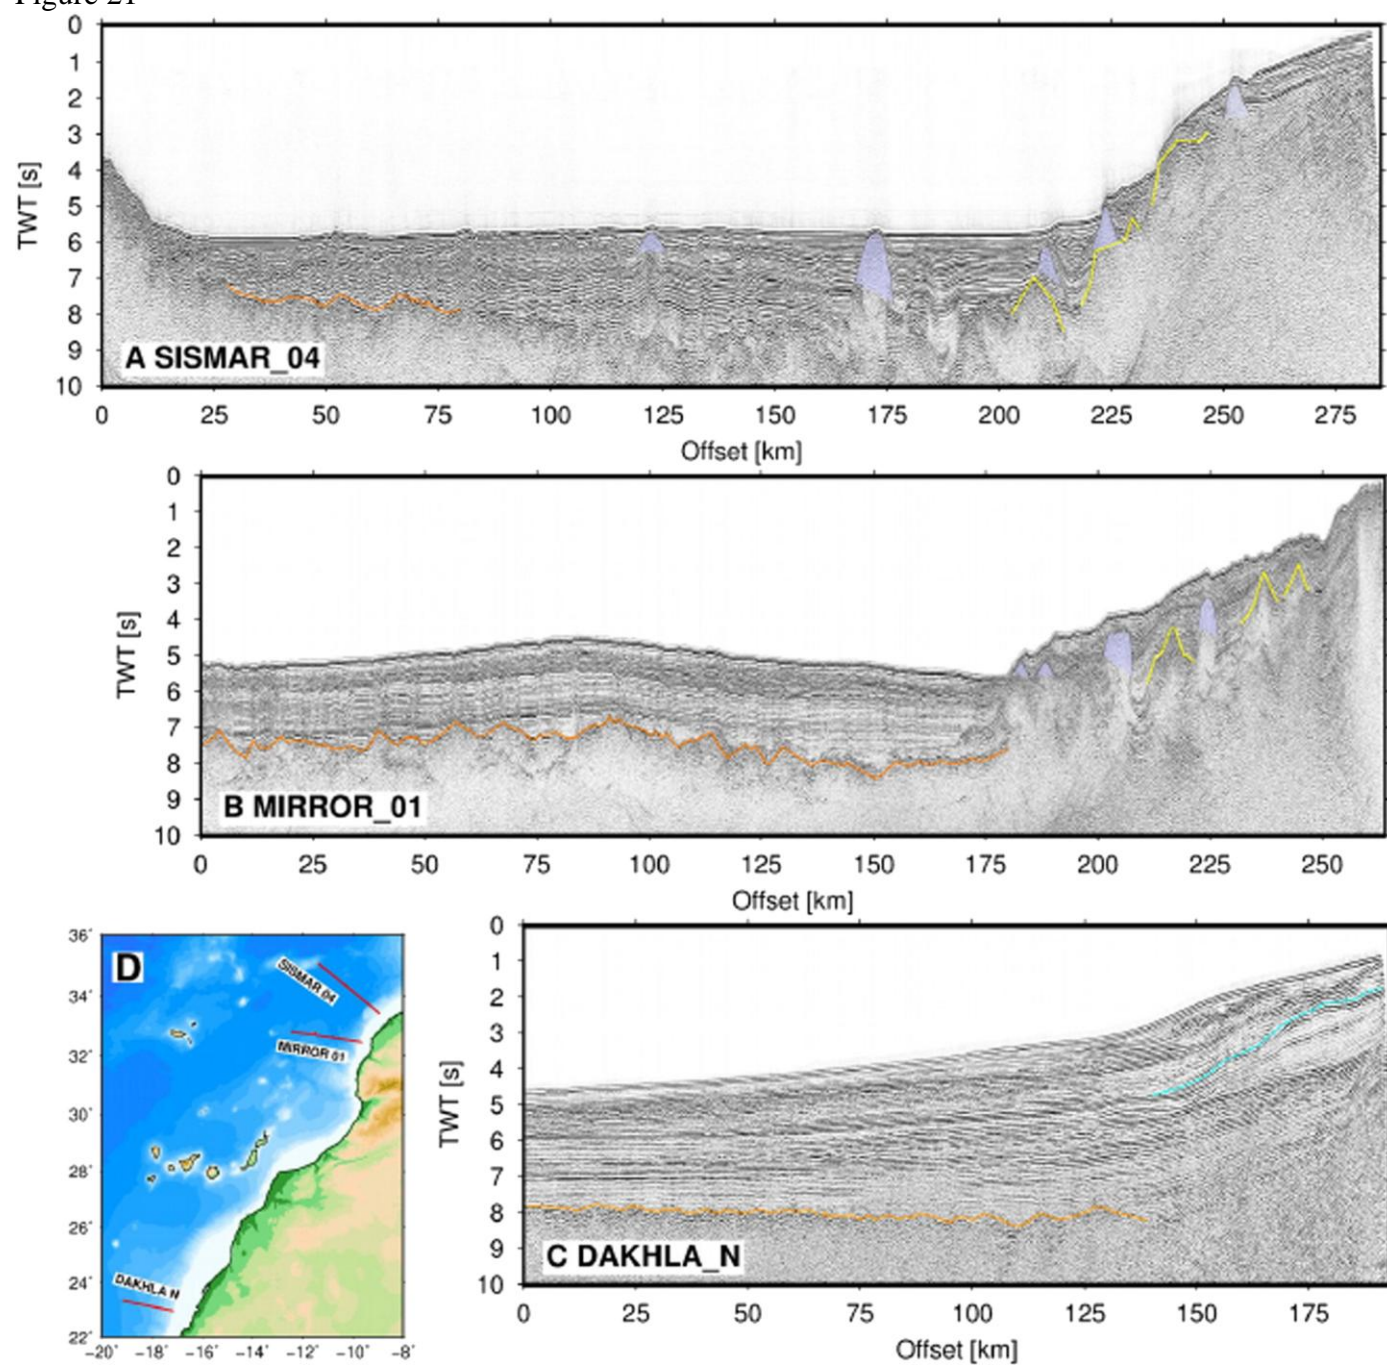 Figure 21
0
1
2
3
4
5
6
7
8
9
10
TWT [s]
A SISMAR_04
0 25 50 75 100 125 150 175 200 225 250 275
Offset [km]
0
1
2
3
4
5
6
7
8
9
10
TWT [s]
B MIRROR_01
0 25 50 75 100 125 150 175 200 225 250
Offset [km]
36˚
34˚
32˚
30˚
28˚
26˚
24˚
22˚
D
SISMAR 04
MIRROR 01
DAKHLA N
−20˚ −18˚ −16˚ −14˚ −12˚ −10˚ −8˚
0
1
2
3
4
5
6
7
8
9
10
TWT [s]
C DAKHLA_N
0 25 50 75 100 125 150 175
Offset [km]